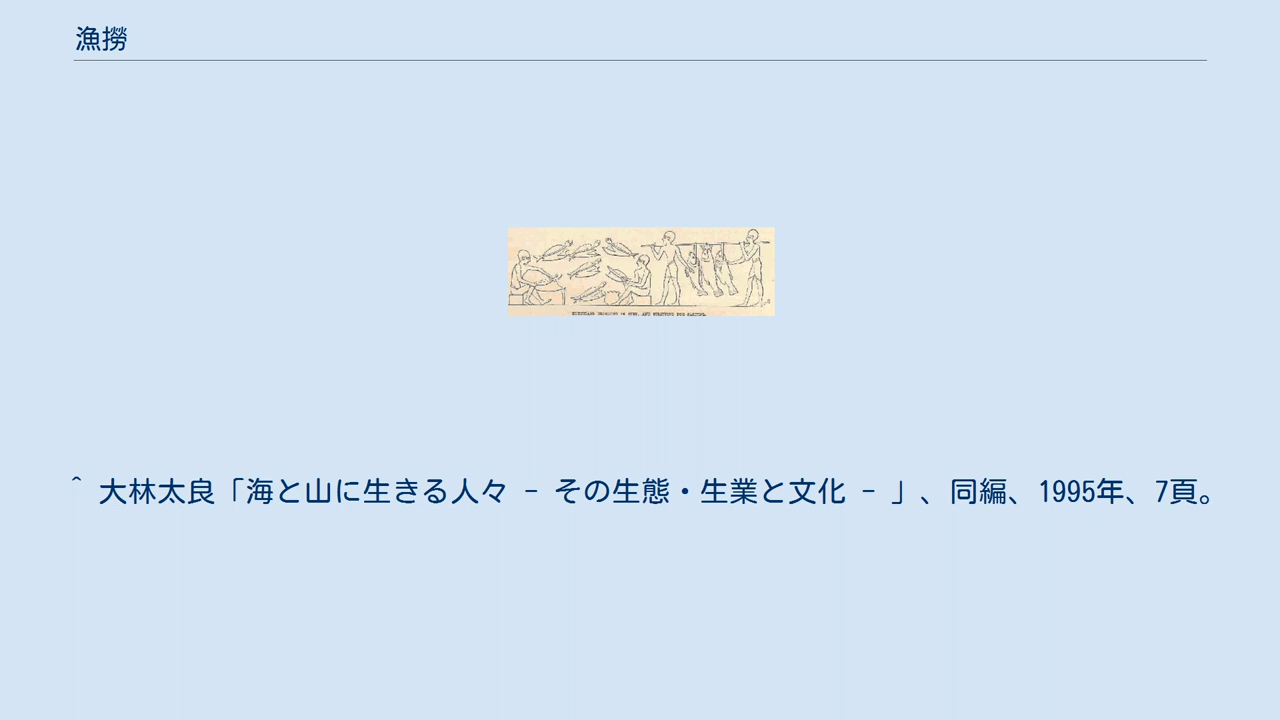 漁撈
^ 大林太良「海と山に生きる人々 - その生態・生業と文化 - 」、同編、1995年、7頁。